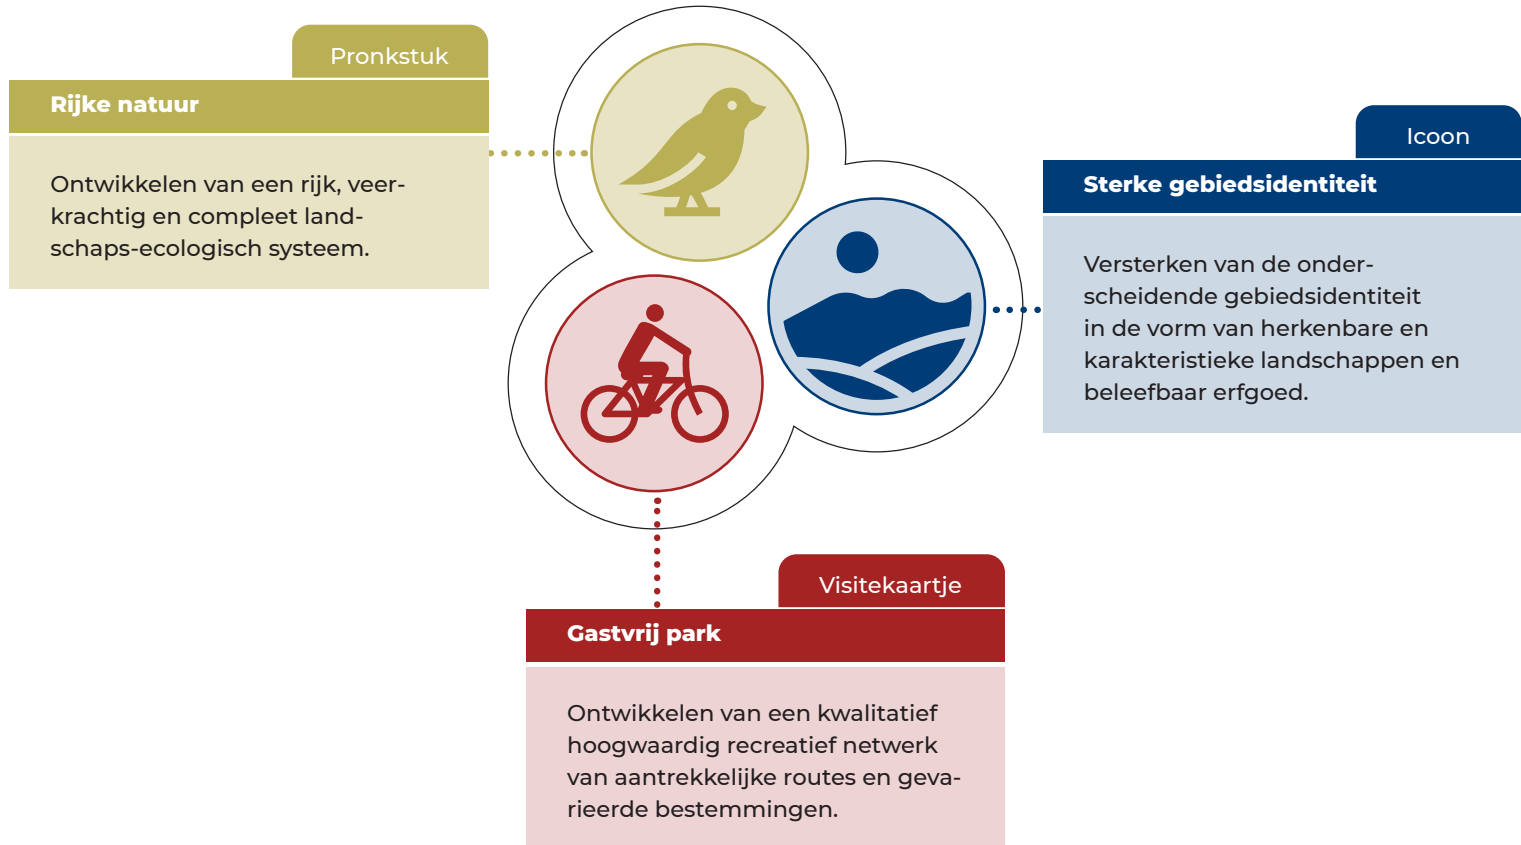 Pronkstuk
Rijke natuur
Ontwikkelen van een rijk, veer-
krachtig en compleet land-
schaps-ecologisch systeem.
Icoon
Sterke gebiedsidentiteit
Versterken van de onder-
scheidende gebiedsidentiteit
in de vorm van herkenbare en
karakteristieke landschappen en
beleefbaar erfgoed.
Visitekaartje
Gastvrij park
Ontwikkelen van een kwalitatief
hoogwaardig recreatief netwerk
van aantrekkelijke routes en geva-
rieerde bestemmingen.